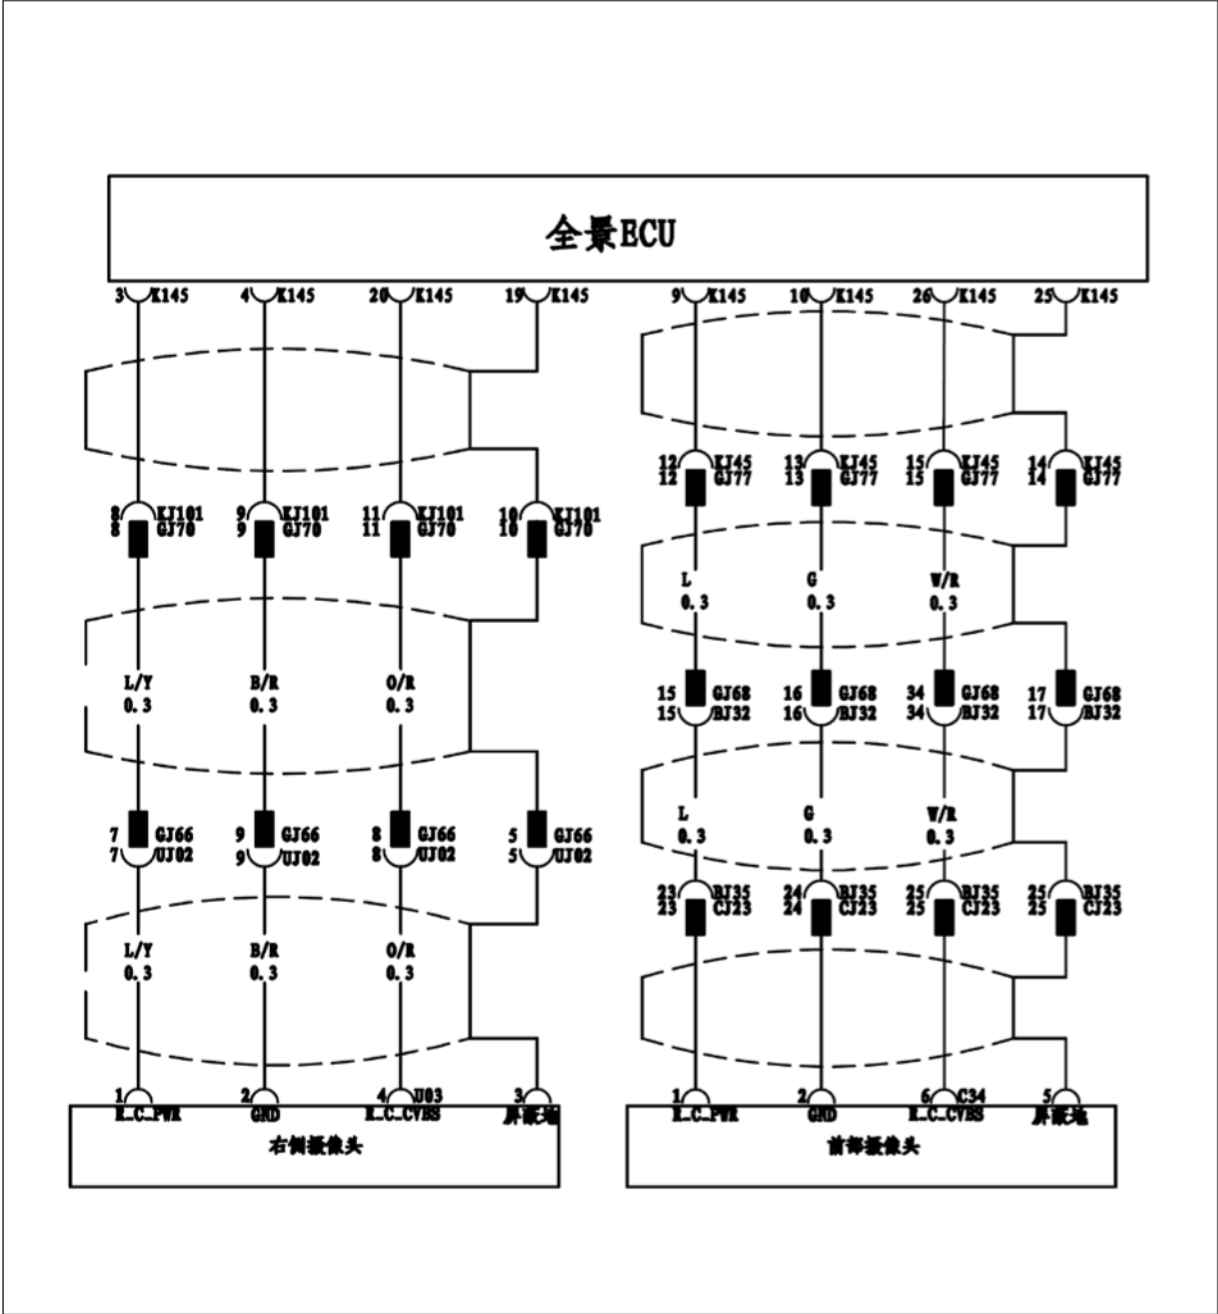 全景ECU
3 K145 4 K145 20 K145 19 K145 9 K145 10 K145 26 K145 25 K145
12 KJ45 13 KJ45 15 KJ45 14 KJ45
12 GJ77 13 GJ77 15 GJ77 14 GJ77
8 KJ101 9 KJ101 11 KJ101 10 KJ101
8 GJ70 9 GJ70 11 GJ70 10 GJ70
L G W/R
0.3 0.3 0.3
L/Y B/R O/R
0.3 0.3 0.3
15 GJ68 16 GJ68 34 GJ68 17 GJ68
15 BJ32 16 BJ32 34 BJ32 17 BJ32
L G W/R
0.3 0.3 0.3
7 GJ66 9 GJ66 8 GJ66 5 GJ66
7 UJ02 9 UJ02 8 UJ02 5 UJ02
23 BJ35 24 BJ35 25 BJ35 25 BJ35
23 CJ23 24 CJ23 25 CJ23 25 CJ23
L/Y B/R O/R
0.3 0.3 0.3
1 2 4 U03 3 1 2 6 C34 5
R_C_PWR GND R_C_CVBS 屏蔽地 R_C_PWR GND R_C_CVBS 屏蔽地
右侧摄像头 前部摄像头